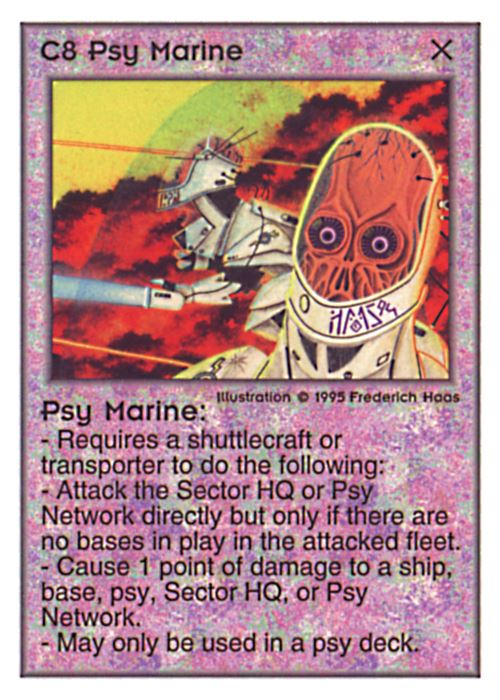 C8 Psy Marine
Illustration © 1995 Frederich Haas
Psy Marine:
- Requires a shuttlecraft or
transporter to do the following:
- Attack the Sector HQ or Psy
Network directly but only if there are
no bases in play in the attacked fleet.
- Cause 1 point of damage to a ship,
base, psy, Sector HQ, or Psy
Network.
- May only be used in a psy deck.